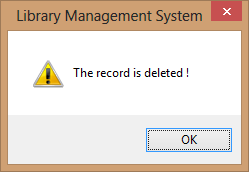 Library Management System
The record is deleted !
OK